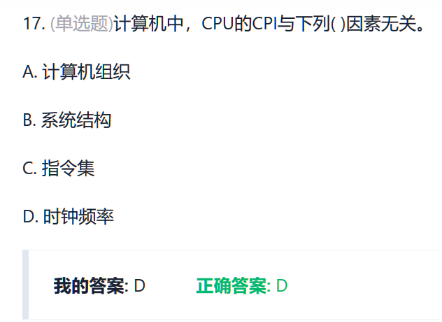 17. (单选题)计算机中，CPU的CPI与下列( )因素无关。
A. 计算机组织
B. 系统结构
C. 指令集
D. 时钟频率
我的答案: D 正确答案: D